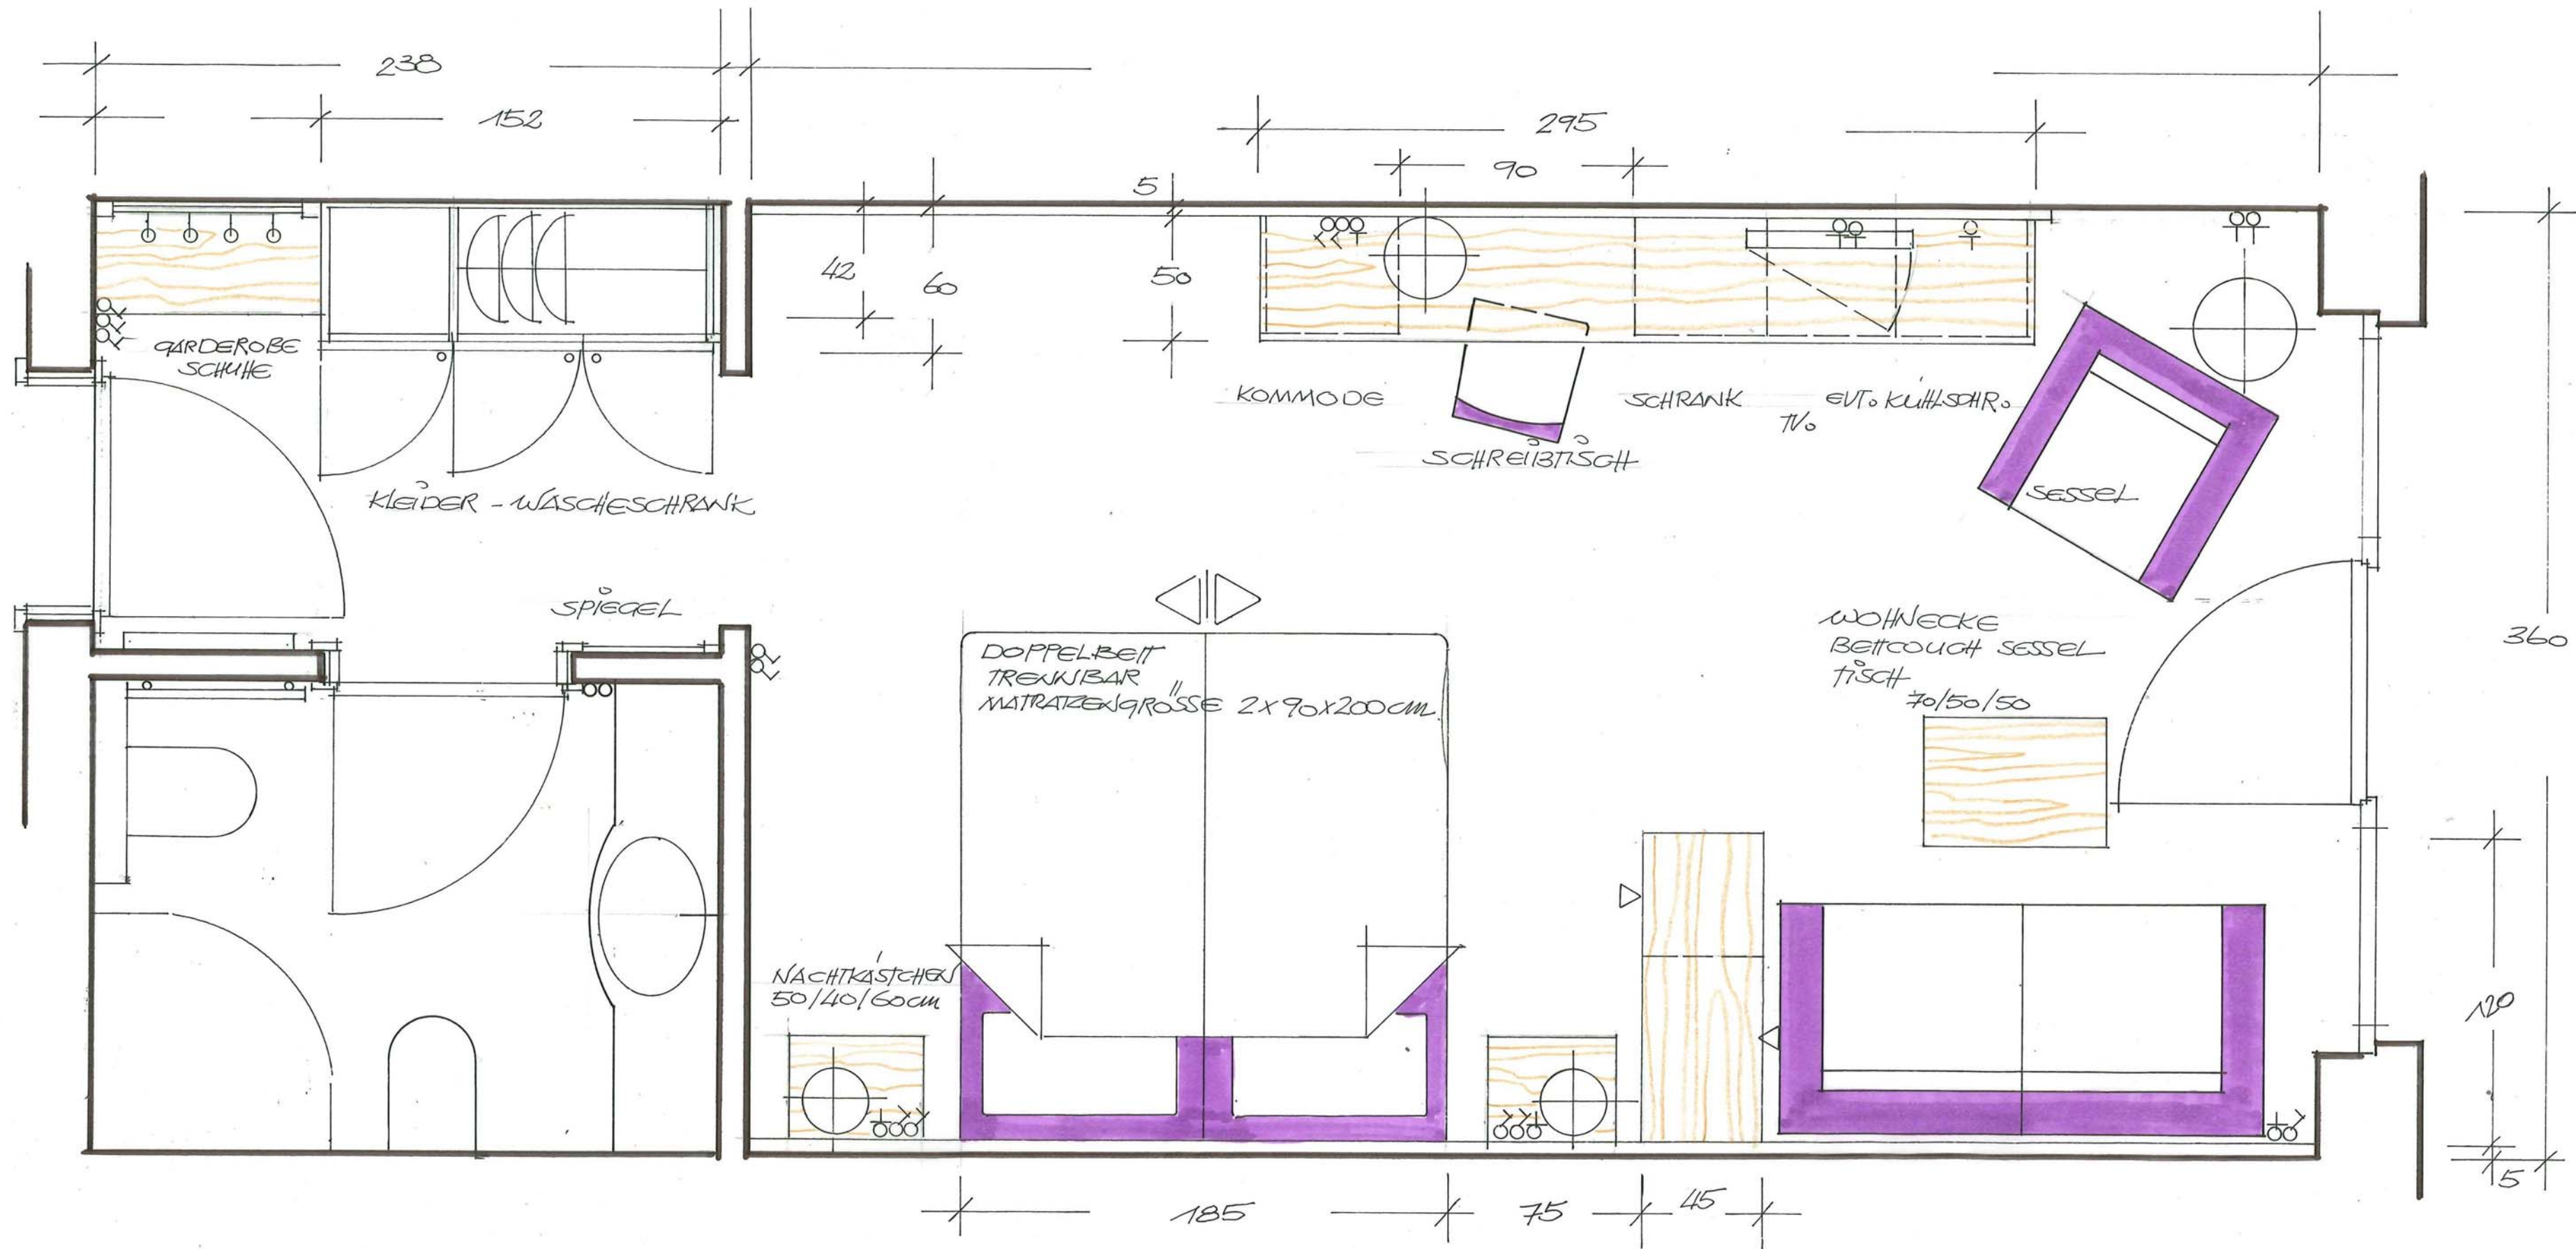 238
152
295
90
5
42
60
50
GARDEROBE
SCHUHE
KLEIDER - WÄSCHESCHRANK
KOMMODE
SCHREIBTISCH
SCHRANK
TV.
EVT. KÜHLSCHR.
SESSEL
SPIEGEL
DOPPELBETT
TRENNBAR
MATRATZENGRÖSSE 2x90x200cm
WOHNECKE
BETTCOUCH SESSEL
TISCH
70/50/50
360
NACHTKÄSTCHEN
50/40/60cm
120
5
185
75
45